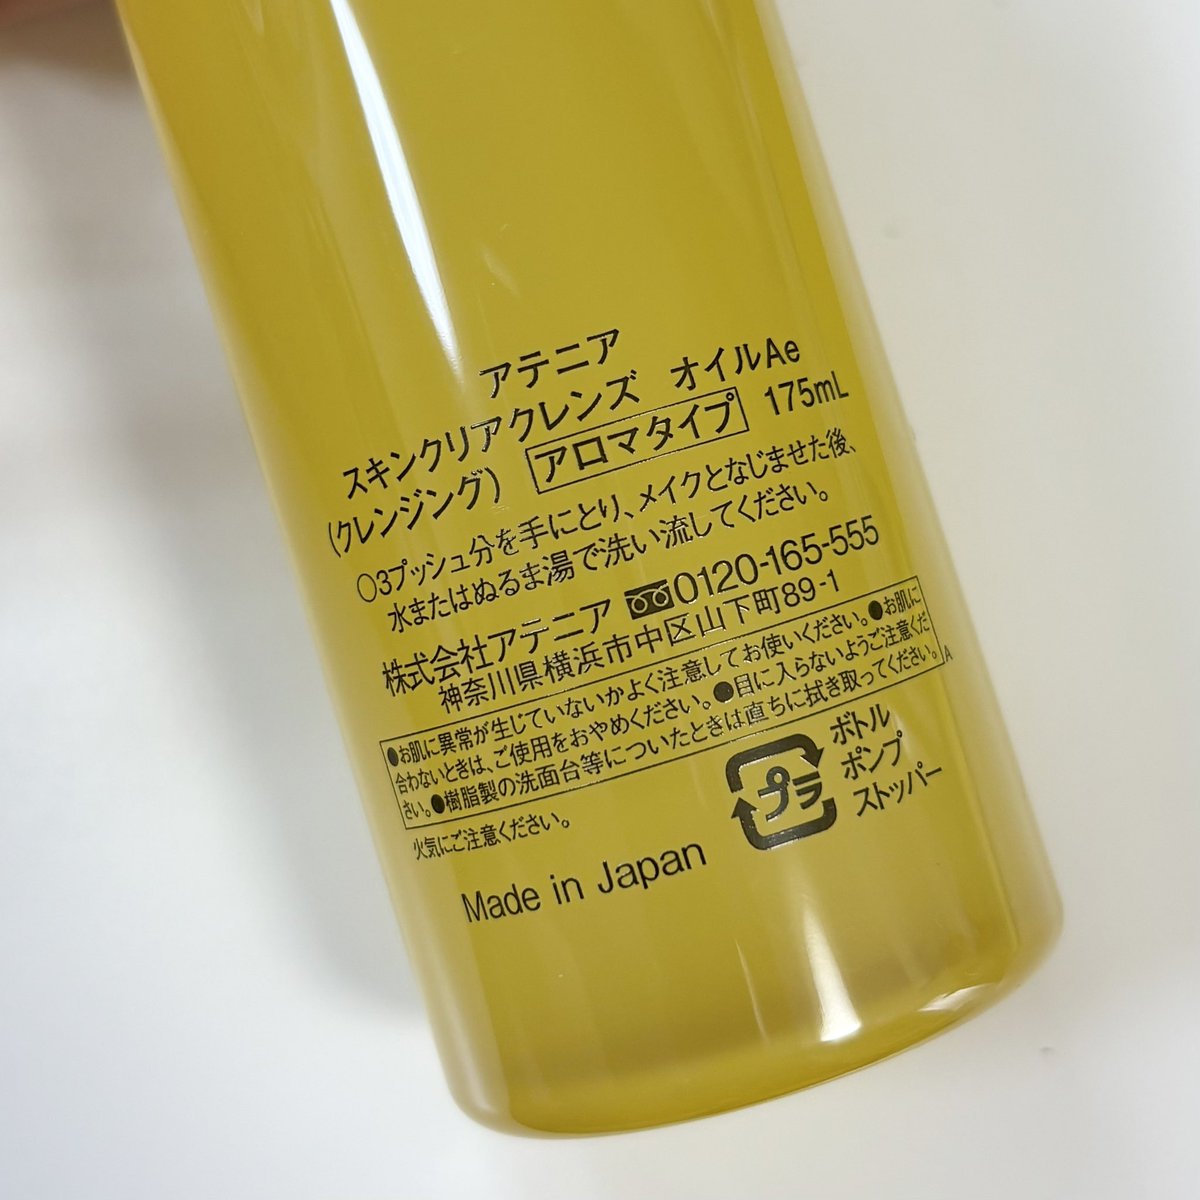 アテニア
スキンクリアクレンズ オイルAe
(クレンジング) アロマタイプ 175mL
○3プッシュ分を手にとり、メイクとなじませた後、
水またはぬるま湯で洗い流してください。
株式会社アテニア 0120-165-555
神奈川県横浜市中区山下町89-1
●お肌に異常が生じていないかよく注意してお使いください。●お肌に
合わないときは、ご使用をおやめください。●目に入らないようご注意くだ
さい。●樹脂製の洗面台等についたときは直ちに拭き取ってください。
A
火気にご注意ください。
プラ
ボトル
ポンプ
ストッパー
Made in Japan